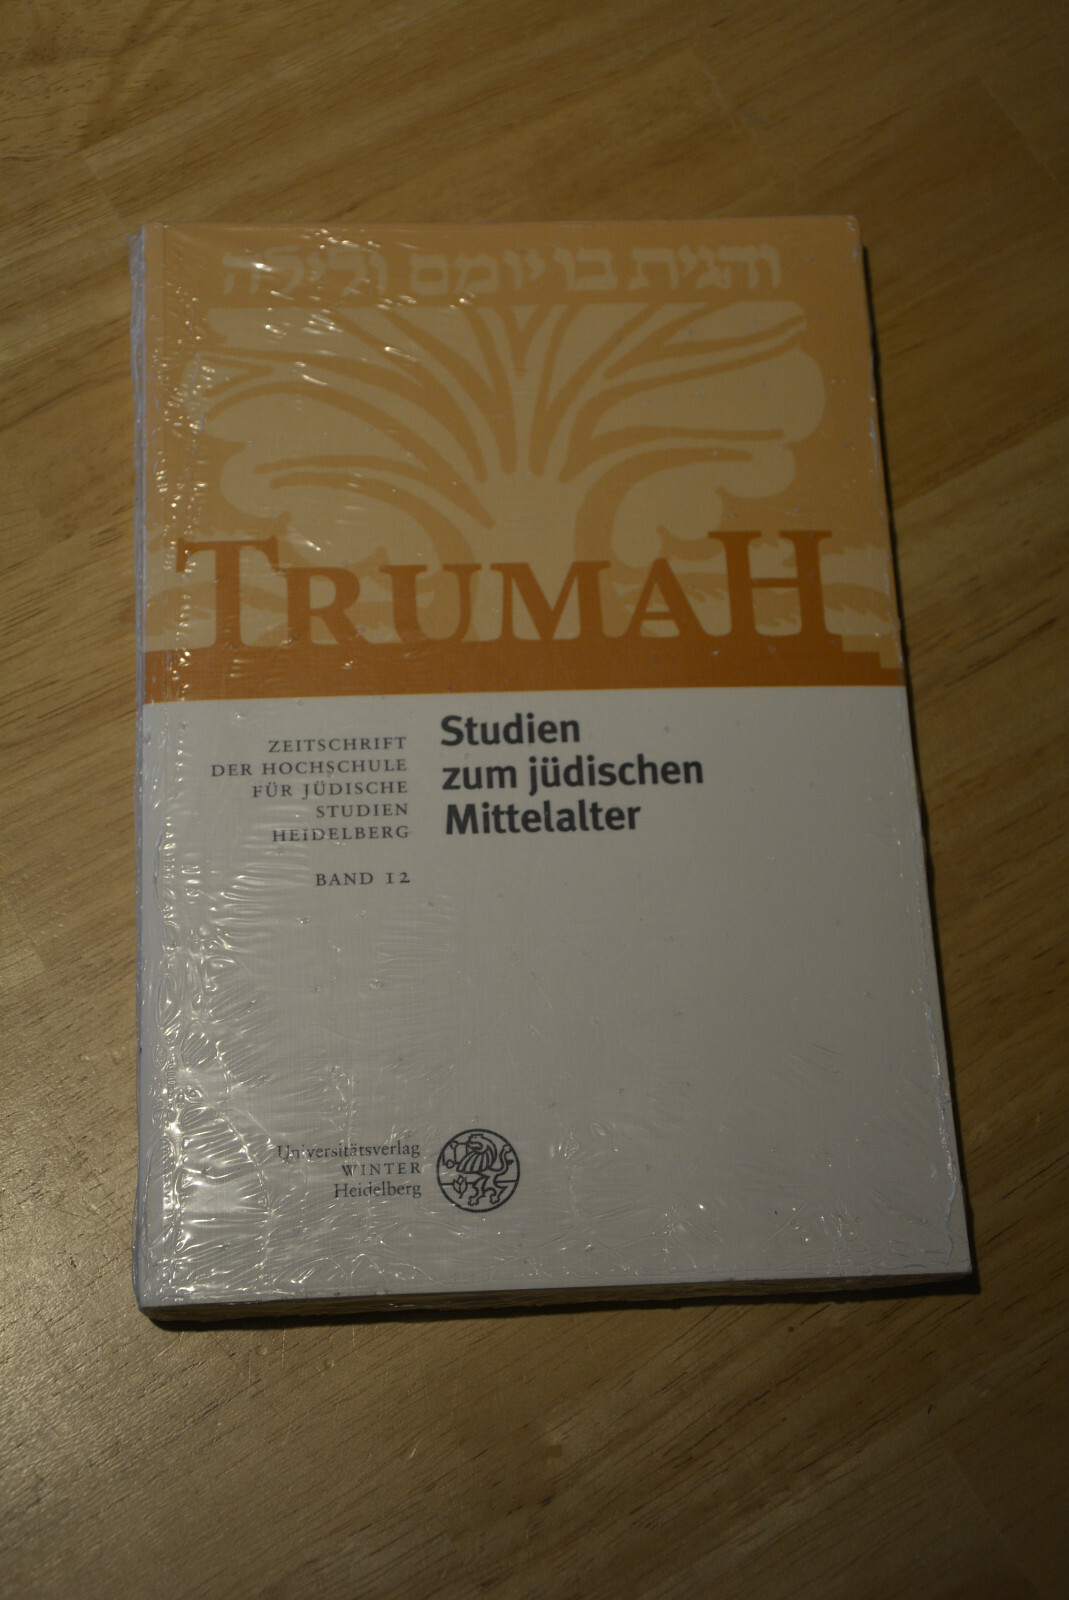 והגית בו יומם ולילה
TRUMAH
ZEITSCHRIFT
DER HOCHSCHULE
FÜR JÜDISCHE
STUDIEN
HEIDELBERG
BAND 12
Studien
zum jüdischen
Mittelalter
Universitätsverlag
WINTER
Heidelberg